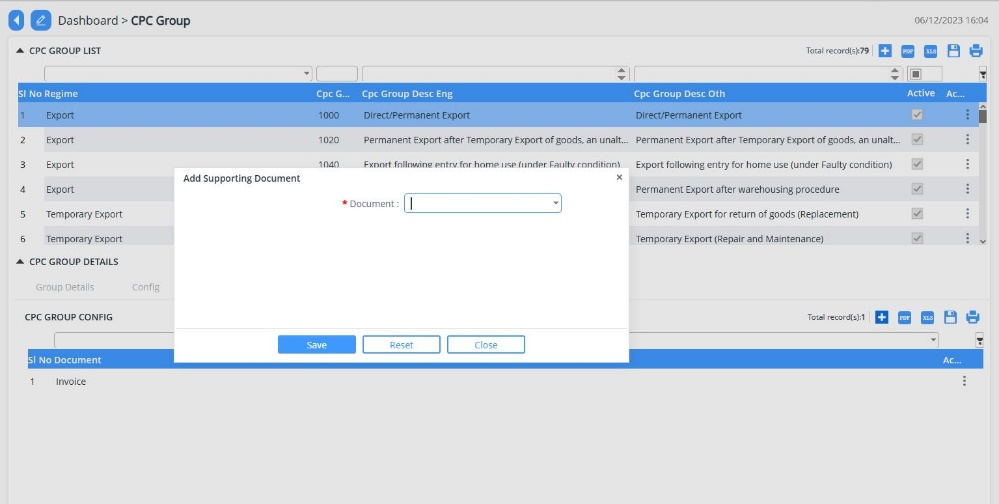 Dashboard > CPC Group
06/12/2023 16:04
CPC GROUP LIST
Total record(s):79
PDF
XLS
Sl No Regime Cpc G... Cpc Group Desc Eng Cpc Group Desc Oth Active Ac...
1 Export 1000 Direct/Permanent Export Direct/Permanent Export
2 Export 1020 Permanent Export after Temporary Export of goods, an unalt... Permanent Export after Temporary Export of goods, an unalt...
3 Export 1040 Export following entry for home use (under Faulty condition) Export following entry for home use (under Faulty condition)
4 Export Permanent Export after warehousing procedure
5 Temporary Export Temporary Export for return of goods (Replacement)
6 Temporary Export Temporary Export (Repair and Maintenance)
Add Supporting Document
* Document :
Save Reset Close
CPC GROUP DETAILS
Group Details Config
CPC GROUP CONFIG
Total record(s):1
PDF
XLS
Sl No Document Ac...
1 Invoice